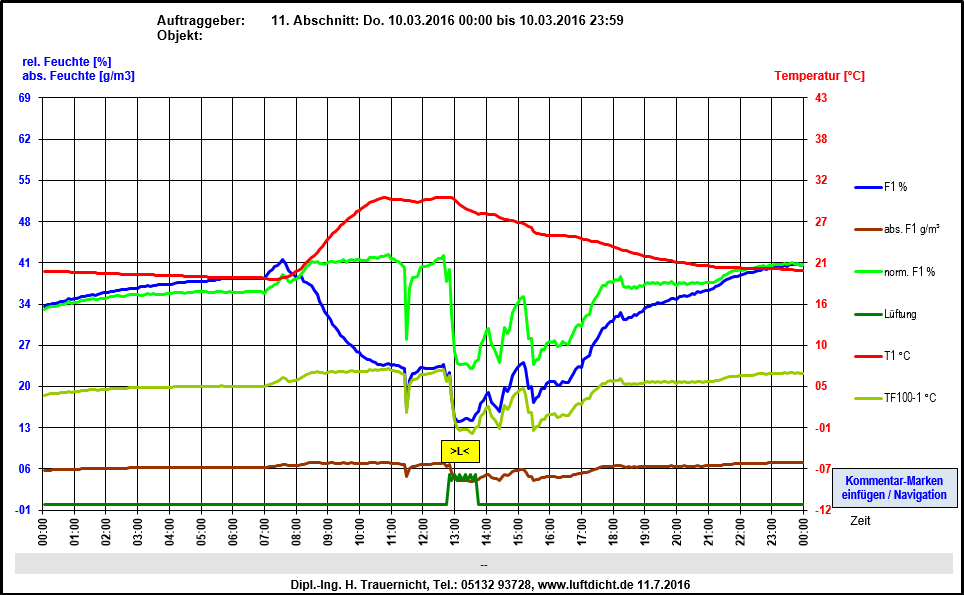 Auftraggeber: 11. Abschnitt: Do. 10.03.2016 00:00 bis 10.03.2016 23:59
Objekt:
rel. Feuchte [%]
abs. Feuchte [g/m3]
Temperatur [°C]
69
62
55
48
41
34
27
20
13
06
-01
43
38
32
27
21
16
10
05
-01
-07
-12
F1 %
abs. F1 g/m³
norm. F1 %
Lüftung
T1 °C
TF100-1 °C
>L<
Kommentar-Marken
einfügen / Navigation
Zeit
00:00 01:00 02:00 03:00 04:00 05:00 06:00 07:00 08:00 09:00 10:00 11:00 12:00 13:00 14:00 15:00 16:00 17:00 18:00 19:00 20:00 21:00 22:00 23:00 00:00
--
Dipl.-Ing. H. Trauernicht, Tel.: 05132 93728, www.luftdicht.de 11.7.2016